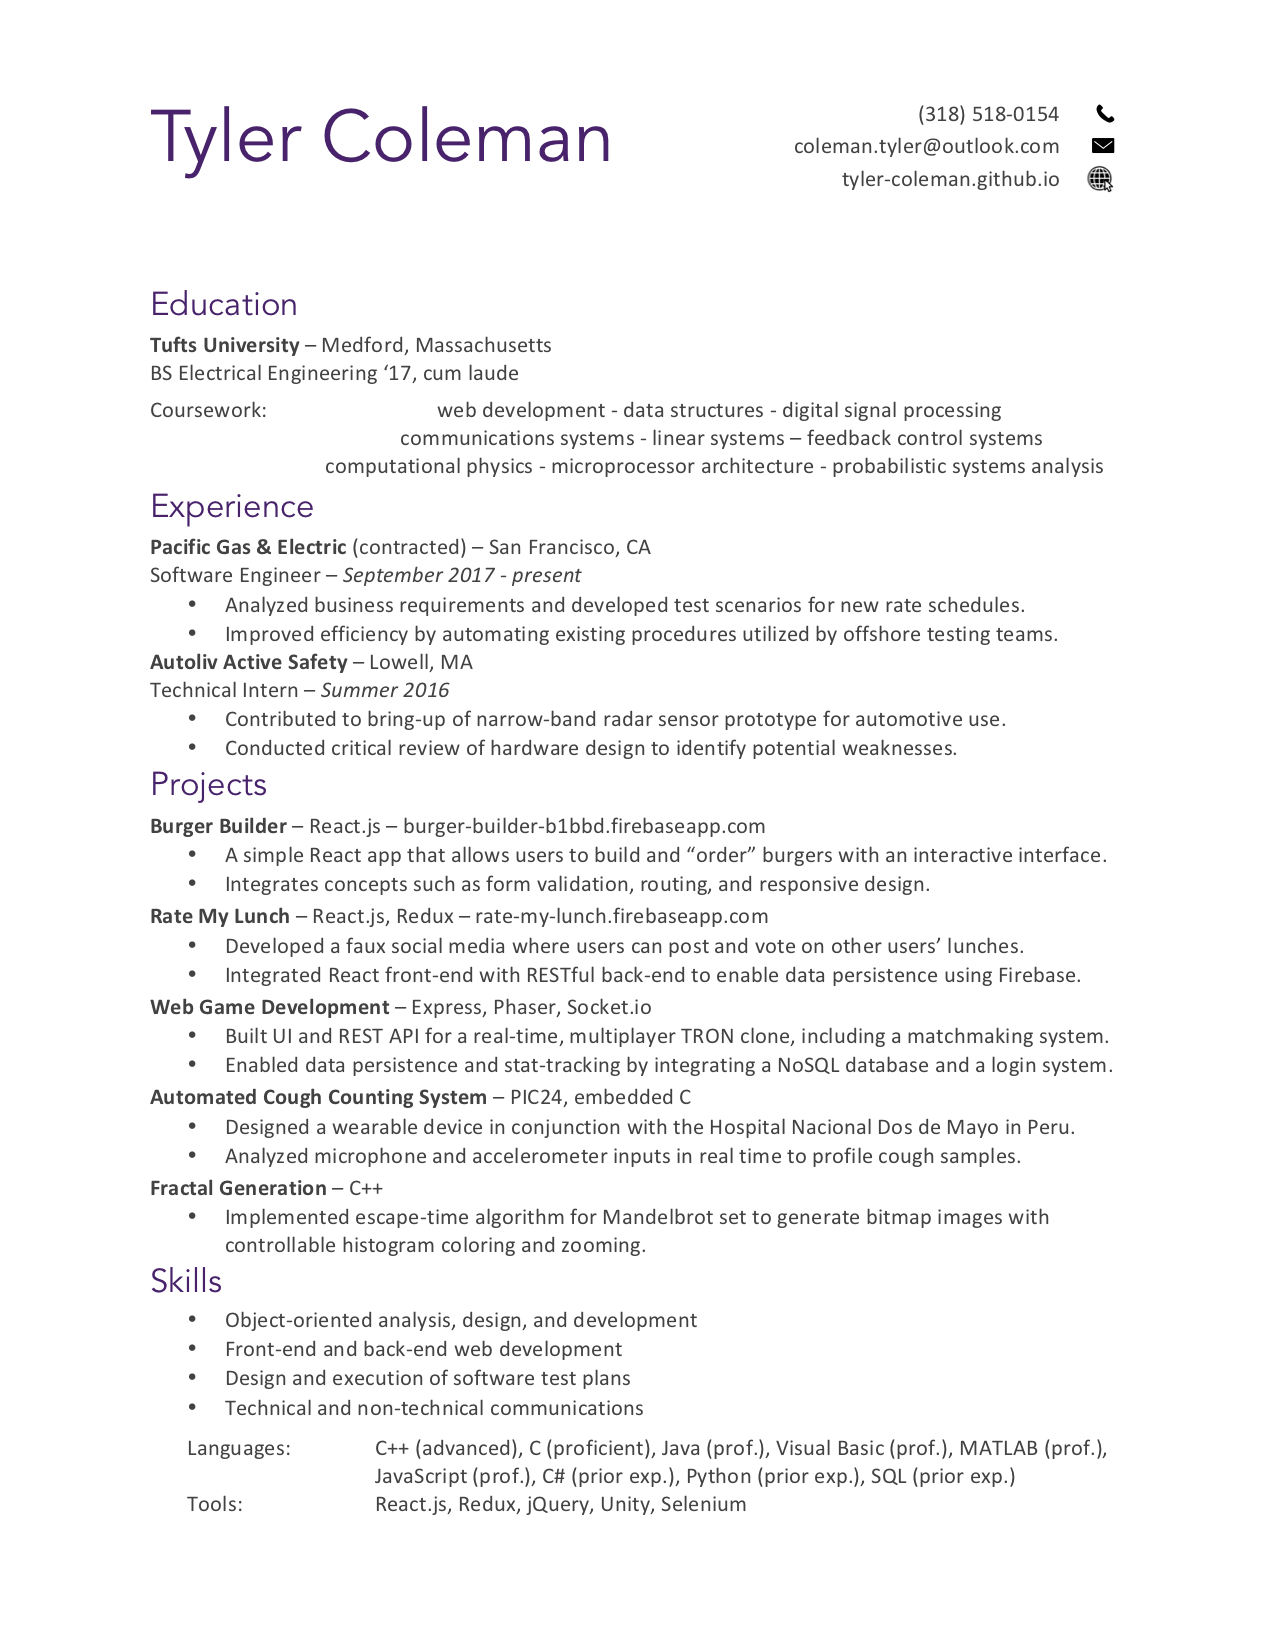 Tyler Coleman
(318) 518-0154
coleman.tyler@outlook.com
tyler-coleman.github.io
Education
Tufts University – Medford, Massachusetts
BS Electrical Engineering ‘17, cum laude
Coursework: web development - data structures - digital signal processing
communications systems - linear systems – feedback control systems
computational physics - microprocessor architecture - probabilistic systems analysis
Experience
Pacific Gas & Electric (contracted) – San Francisco, CA
Software Engineer – September 2017 - present
• Analyzed business requirements and developed test scenarios for new rate schedules.
• Improved efficiency by automating existing procedures utilized by offshore testing teams.
Autoliv Active Safety – Lowell, MA
Technical Intern – Summer 2016
• Contributed to bring-up of narrow-band radar sensor prototype for automotive use.
• Conducted critical review of hardware design to identify potential weaknesses.
Projects
Burger Builder – React.js – burger-builder-b1bbd.firebaseapp.com
• A simple React app that allows users to build and “order” burgers with an interactive interface.
• Integrates concepts such as form validation, routing, and responsive design.
Rate My Lunch – React.js, Redux – rate-my-lunch.firebaseapp.com
• Developed a faux social media where users can post and vote on other users’ lunches.
• Integrated React front-end with RESTful back-end to enable data persistence using Firebase.
Web Game Development – Express, Phaser, Socket.io
• Built UI and REST API for a real-time, multiplayer TRON clone, including a matchmaking system.
• Enabled data persistence and stat-tracking by integrating a NoSQL database and a login system.
Automated Cough Counting System – PIC24, embedded C
• Designed a wearable device in conjunction with the Hospital Nacional Dos de Mayo in Peru.
• Analyzed microphone and accelerometer inputs in real time to profile cough samples.
Fractal Generation – C++
• Implemented escape-time algorithm for Mandelbrot set to generate bitmap images with
controllable histogram coloring and zooming.
Skills
• Object-oriented analysis, design, and development
• Front-end and back-end web development
• Design and execution of software test plans
• Technical and non-technical communications
Languages: C++ (advanced), C (proficient), Java (prof.), Visual Basic (prof.), MATLAB (prof.),
JavaScript (prof.), C# (prior exp.), Python (prior exp.), SQL (prior exp.)
Tools: React.js, Redux, jQuery, Unity, Selenium